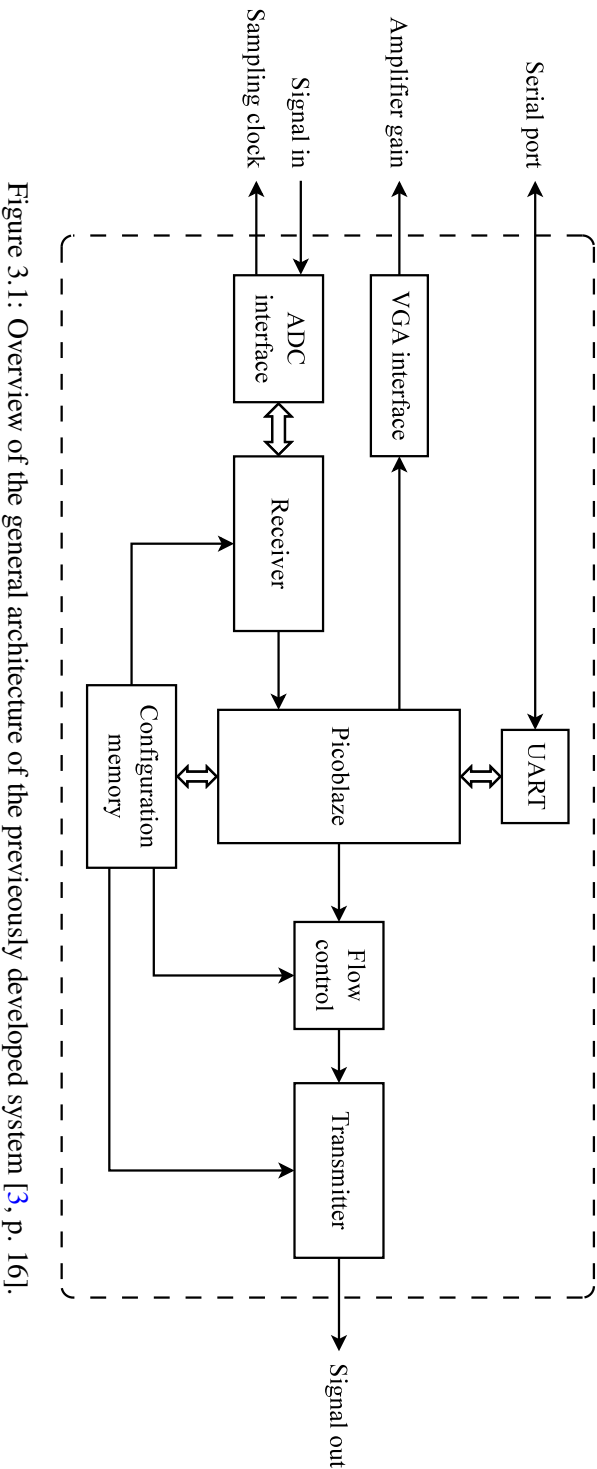 Serial port
UART
Amplifier gain
VGA interface
Picoblaze
Signal in
Sampling clock
ADC
interface
Receiver
Flow
control
Transmitter
Signal out
Configuration
memory
Figure 3.1: Overview of the general architecture of the previeously developed system [3, p. 16].